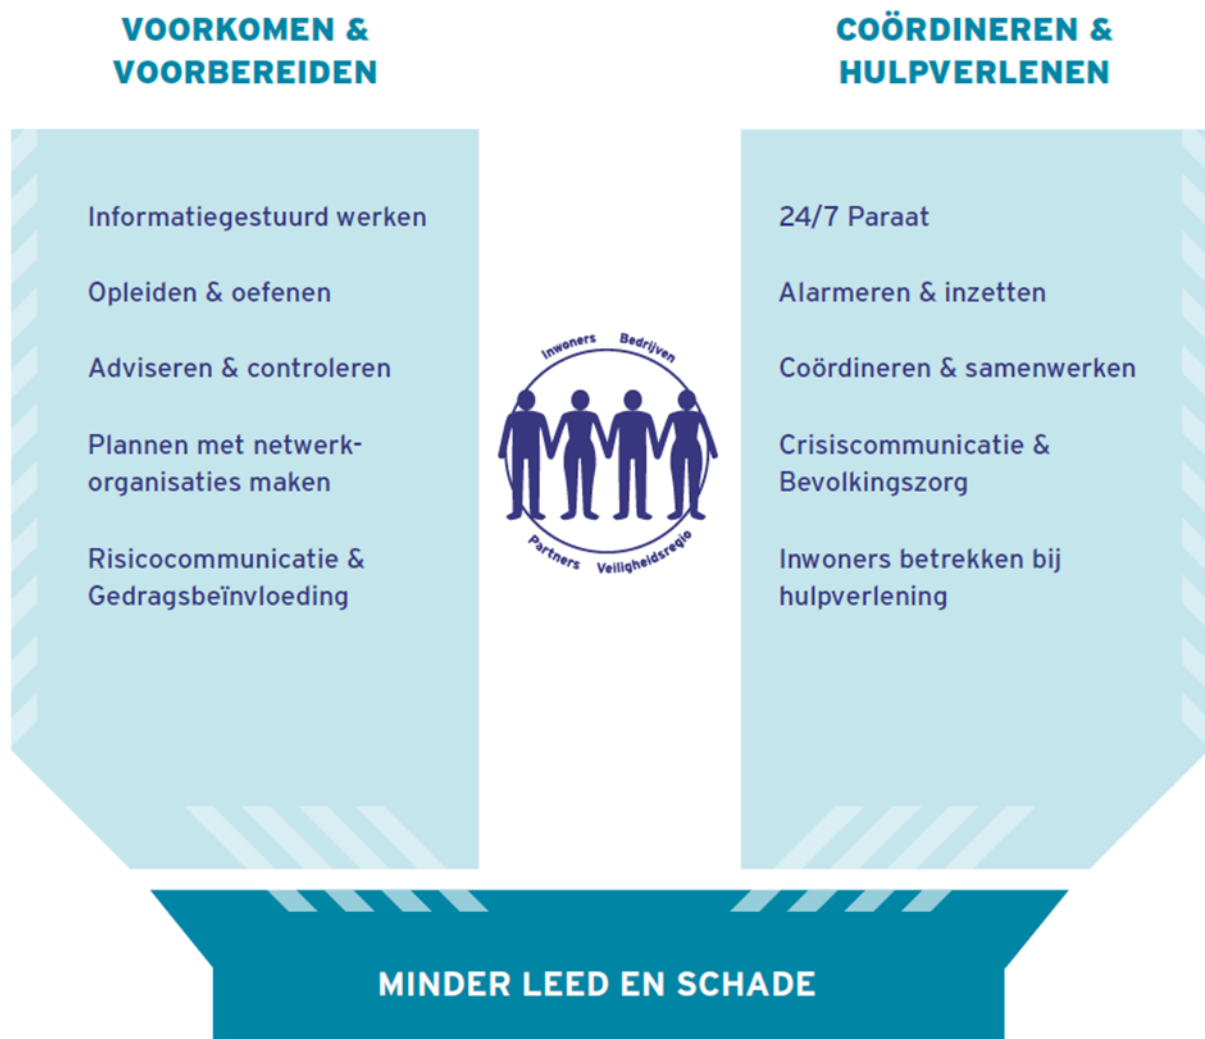 VOORKOMEN &
VOORBEREIDEN
Informatiegestuurd werken
Opleiden & oefenen
Adviseren & controleren
Plannen met netwerk-
organisaties maken
Risicocommunicatie &
Gedragsbeïnvloeding
Inwoners Bedrijven
Partners Veiligheidsregio
COÖRDINEREN &
HULPVERLENEN
24/7 Paraat
Alarmeren & inzetten
Coördineren & samenwerken
Crisiscommunicatie &
Bevolkingszorg
Inwoners betrekken bij
hulpverlening
MINDER LEED EN SCHADE